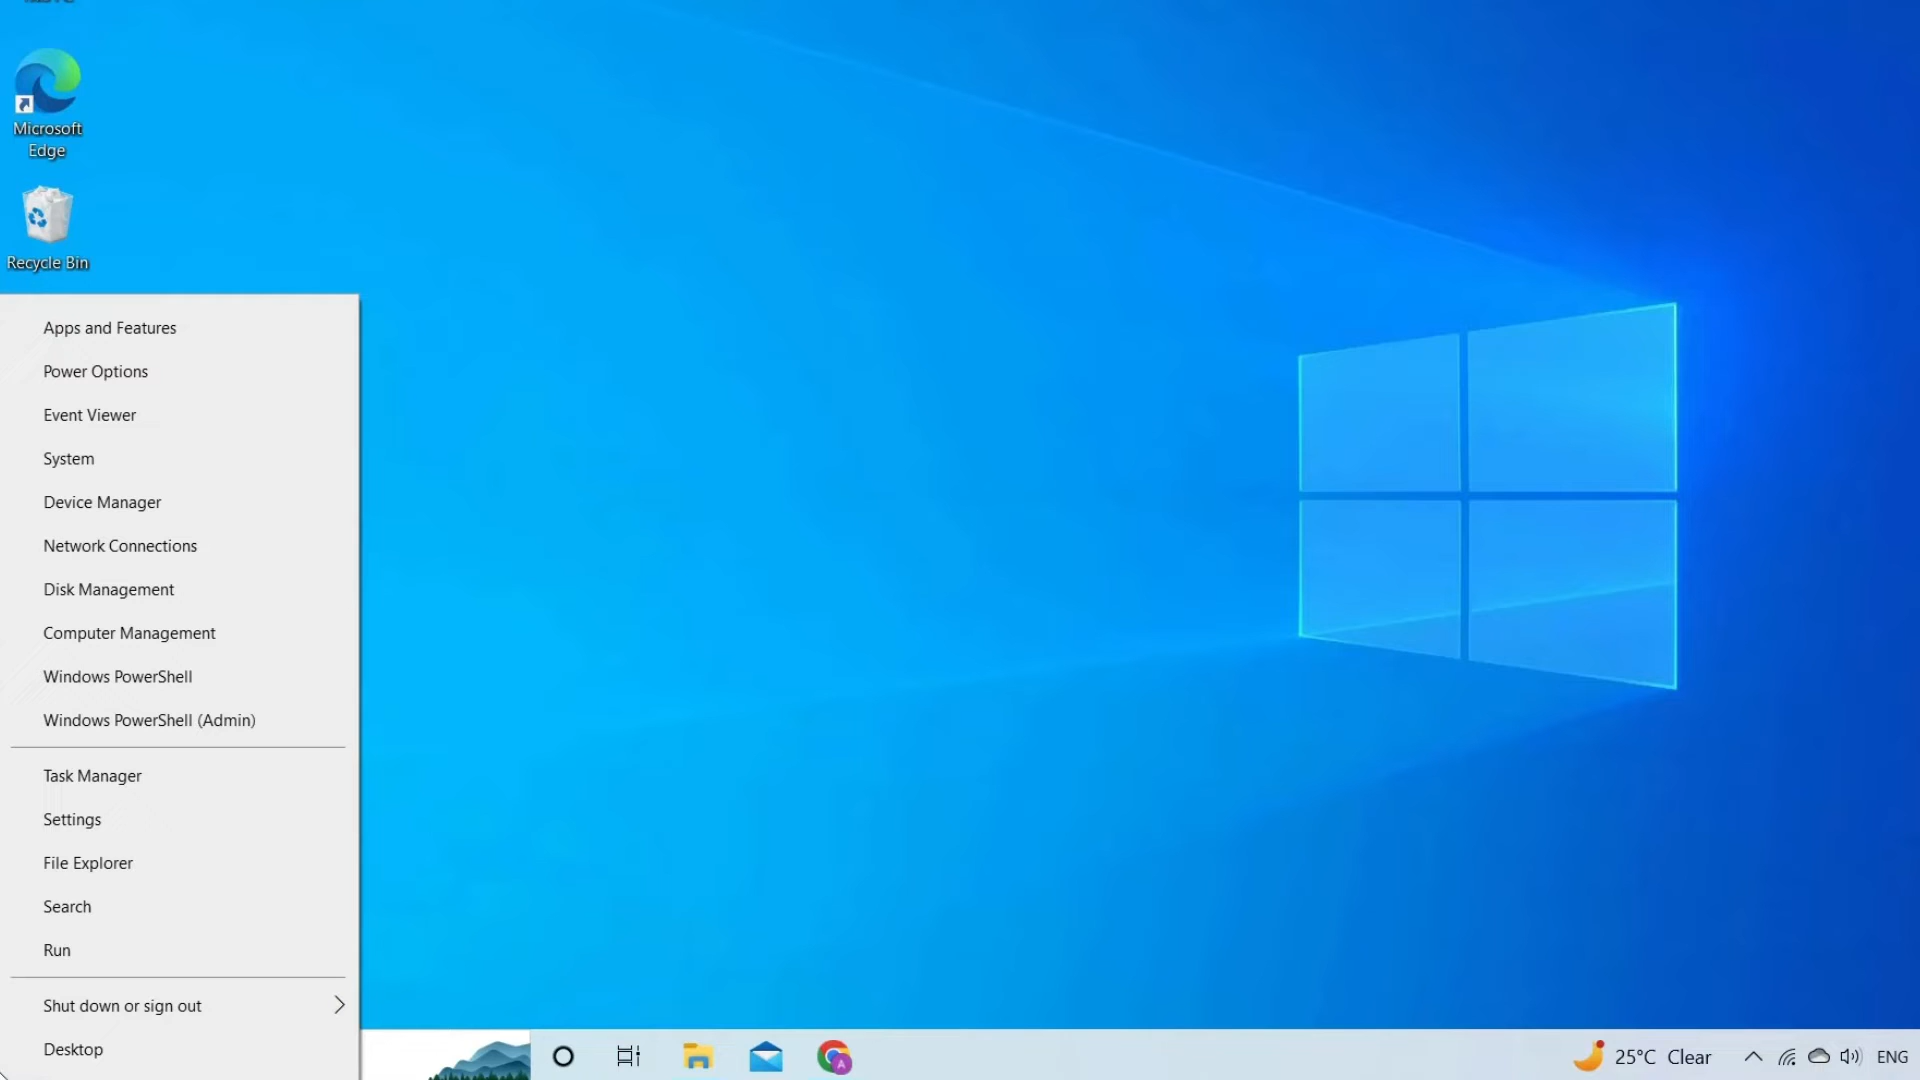 Microsoft
Edge
Recycle Bin
Apps and Features
Power Options
Event Viewer
System
Device Manager
Network Connections
Disk Management
Computer Management
Windows PowerShell
Windows PowerShell (Admin)
Task Manager
Settings
File Explorer
Search
Run
Shut down or sign out
Desktop
A
25°C Clear
ENG